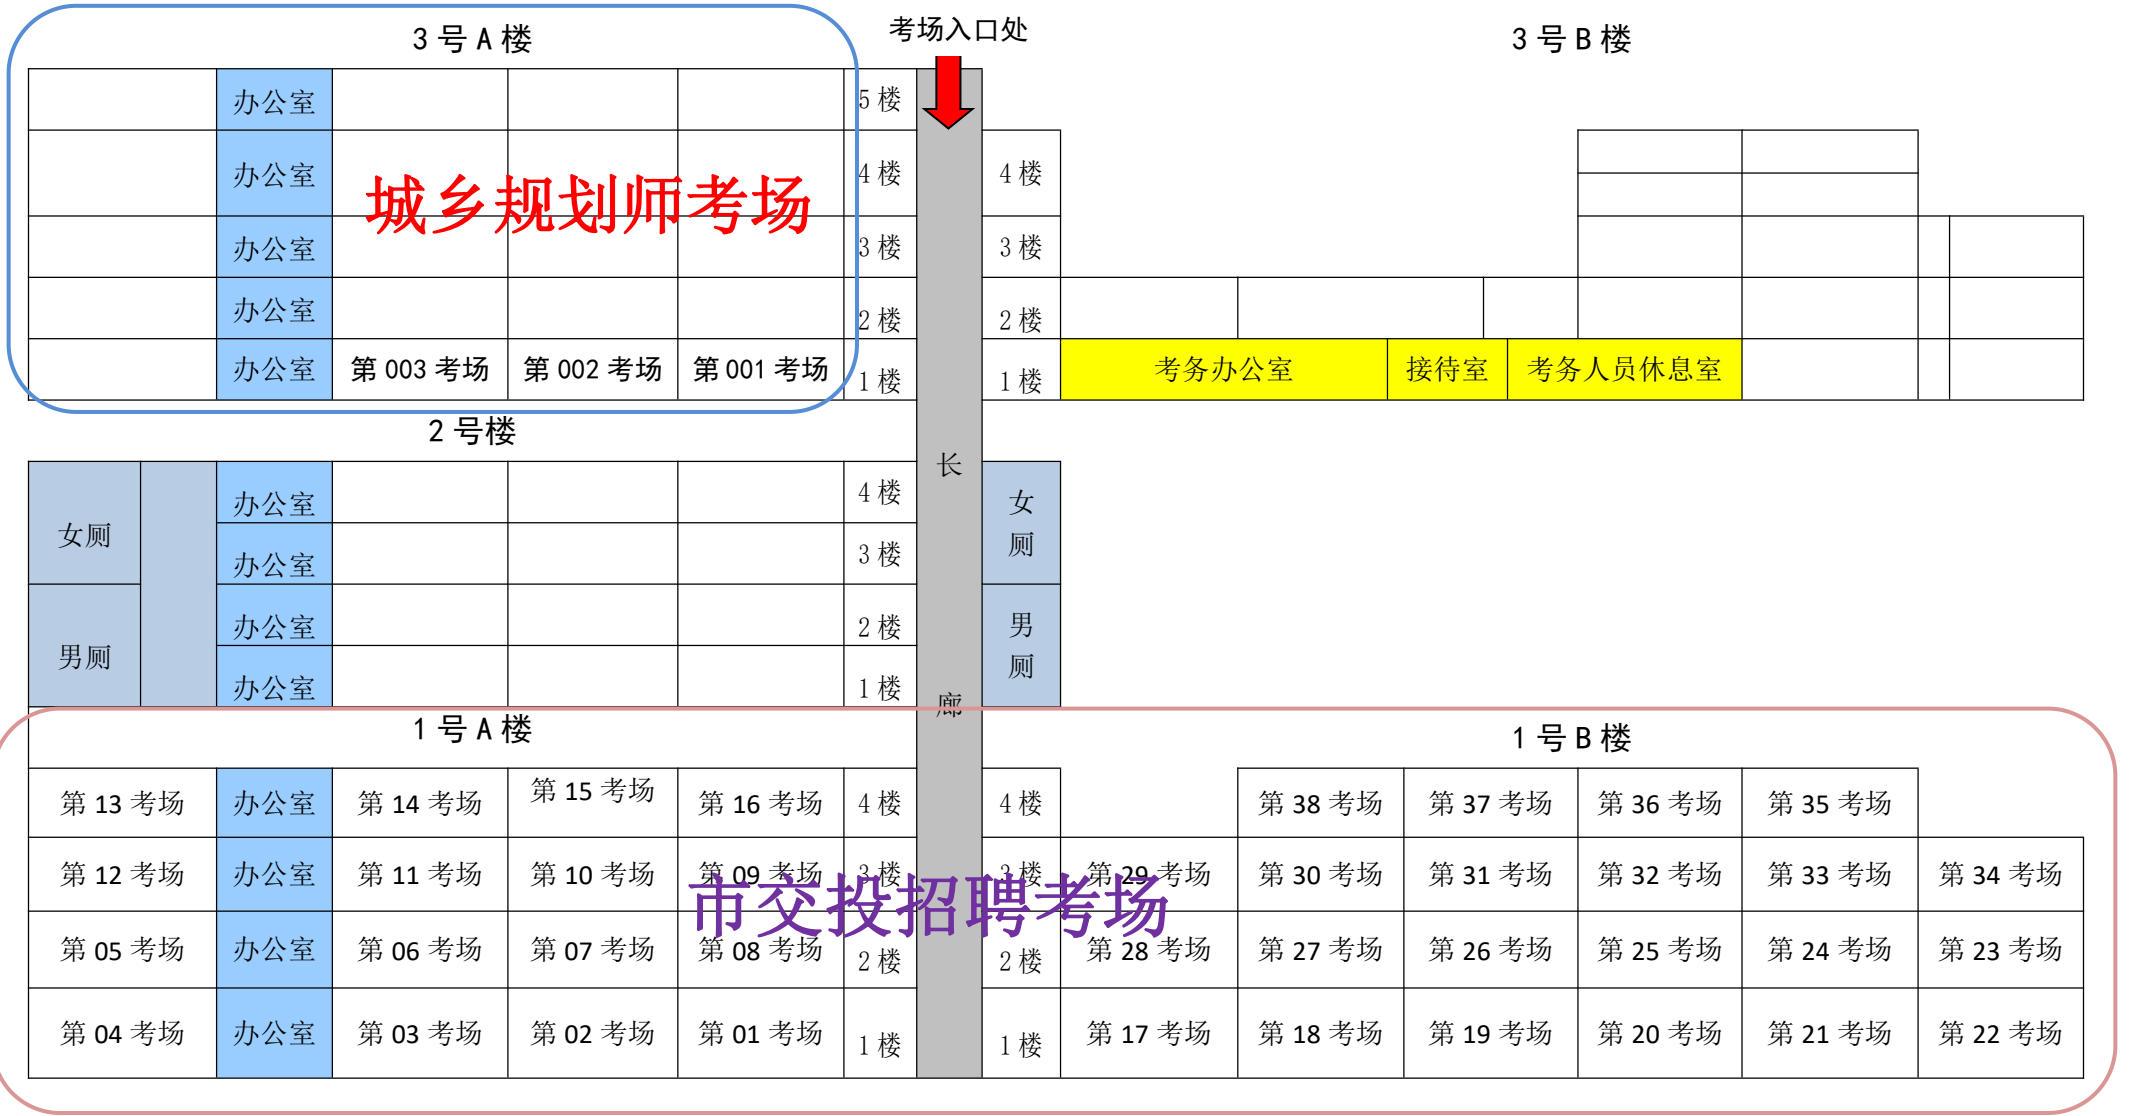 考场入口处
3 号 A 楼
3 号 B 楼
办公室 5 楼
办公室 4 楼 4 楼
城乡规划师考场
办公室 3 楼 3 楼
办公室 2 楼 2 楼
办公室 第 003 考场 第 002 考场 第 001 考场 1 楼 1 楼 考务办公室 接待室 考务人员休息室
2 号楼
长
廊
办公室 4 楼
女厕 办公室 3 楼 女厕
办公室 2 楼
男厕 办公室 1 楼 男厕
1 号 A 楼
1 号 B 楼
第 13 考场 办公室 第 14 考场 第 15 考场 第 16 考场 4 楼 4 楼 第 38 考场 第 37 考场 第 36 考场 第 35 考场
第 12 考场 办公室 第 11 考场 第 10 考场 第 09 考场 3 楼 3 楼 第 29 考场 第 30 考场 第 31 考场 第 32 考场 第 33 考场 第 34 考场
市交投招聘考场
第 05 考场 办公室 第 06 考场 第 07 考场 第 08 考场 2 楼 2 楼 第 28 考场 第 27 考场 第 26 考场 第 25 考场 第 24 考场 第 23 考场
第 04 考场 办公室 第 03 考场 第 02 考场 第 01 考场 1 楼 1 楼 第 17 考场 第 18 考场 第 19 考场 第 20 考场 第 21 考场 第 22 考场